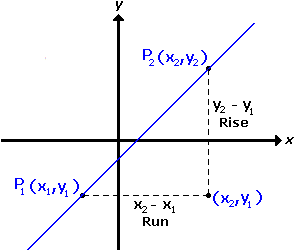 y
P₂(x₂,y₂)
y₂ – y₁
Rise
x
P₁(x₁,y₁)
(x₂,y₁)
x₂– x₁
Run